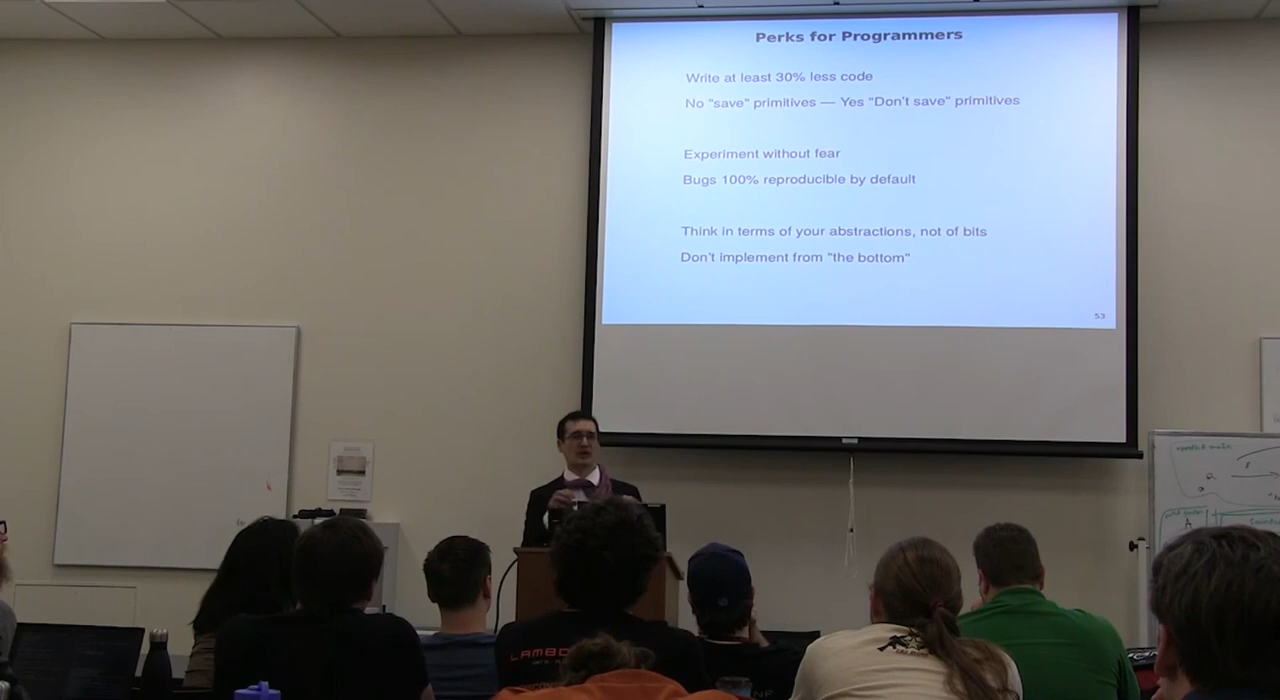 Perks for Programmers
Write at least 30% less code
No "save" primitives — Yes "Don't save" primitives
Experiment without fear
Bugs 100% reproducible by default
Think in terms of your abstractions, not of bits
Don't implement from "the bottom"
53